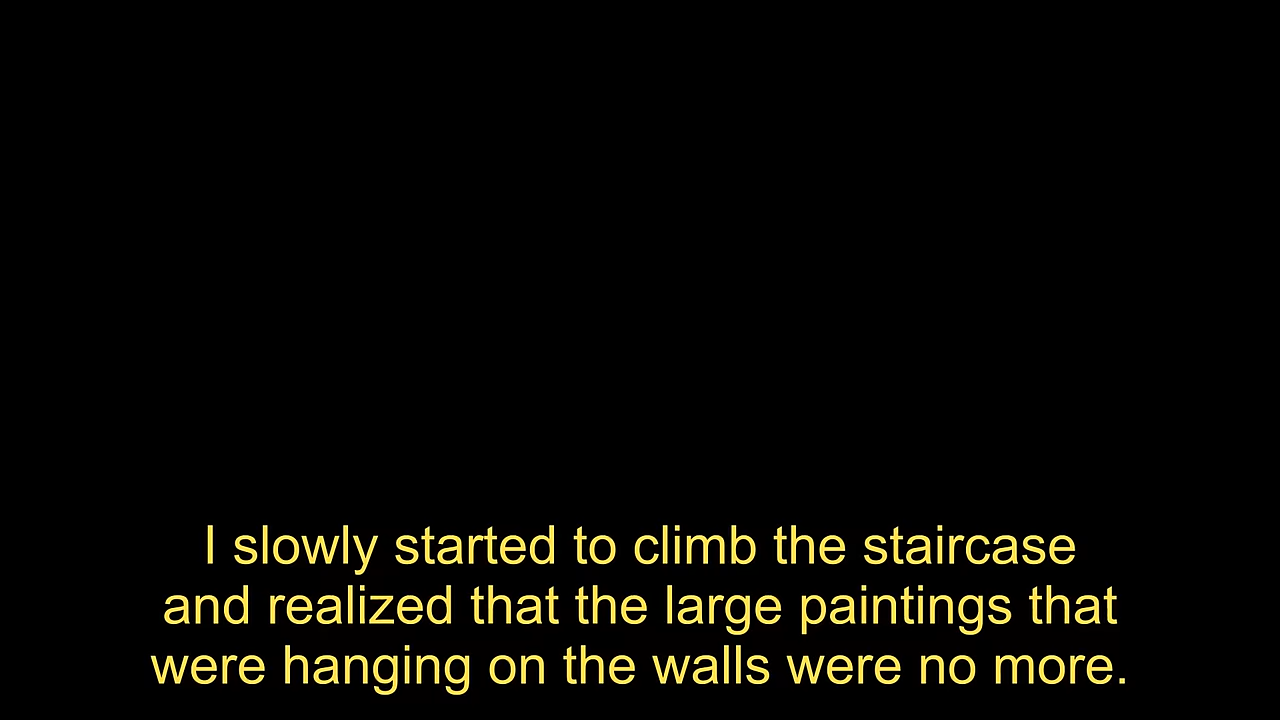 I slowly started to climb the staircase
and realized that the large paintings that
were hanging on the walls were no more.